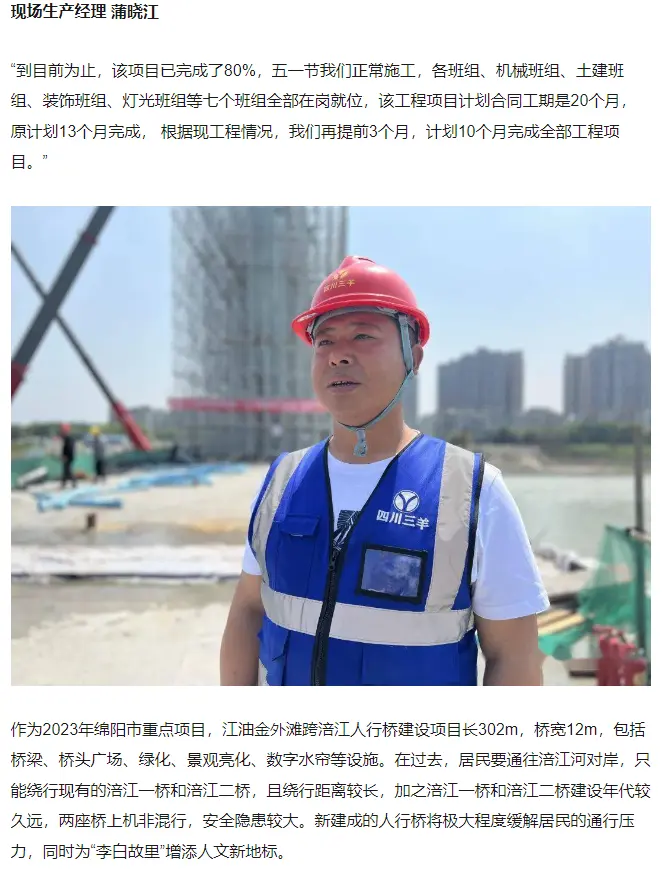 现场生产经理 蒲晓江
“到目前为止，该项目已完成了80%，五一节我们正常施工，各班组、机械班组、土建班
组、装饰班组、灯光班组等七个班组全部在岗就位，该工程项目计划合同工期是20个月，
原计划13个月完成， 根据现工程情况，我们再提前3个月，计划10个月完成全部工程项
目。”
四川三羊
四川三羊
作为2023年绵阳市重点项目，江油金外滩跨涪江人行桥建设项目长302m，桥宽12m，包括
桥梁、桥头广场、绿化、景观亮化、数字水帘等设施。在过去，居民要通往涪江河对岸，只
能绕行现有的涪江一桥和涪江二桥，且绕行距离较长，加之涪江一桥和涪江二桥建设年代较
久远，两座桥上机非混行，安全隐患较大。新建成的人行桥将极大程度缓解居民的通行压
力，同时为“李白故里”增添人文新地标。